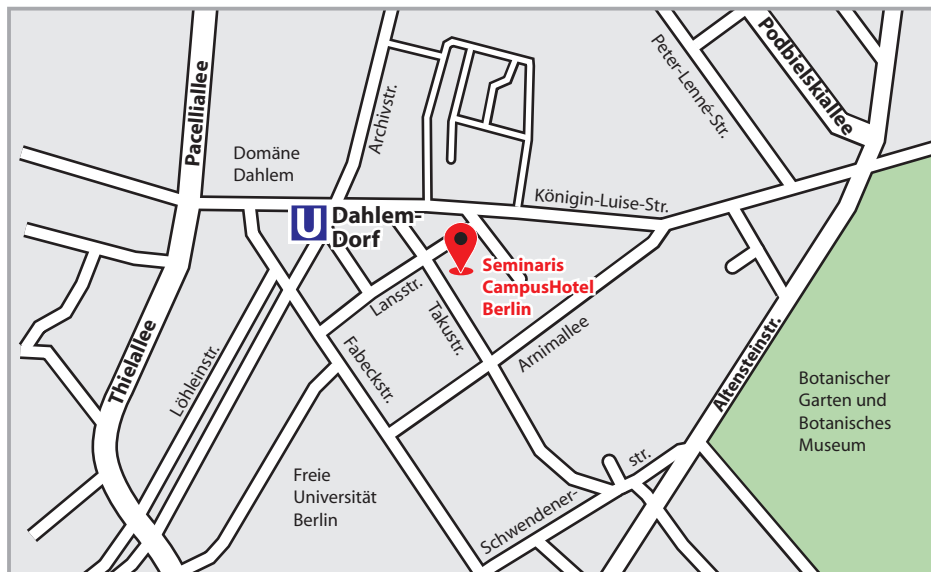 Pacelliallee
Archivstr.
Peter-Lenné-Str.
Podbielskiallee
Domäne
Dahlem
Königin-Luise-Str.
U Dahlem-
Dorf
Seminaris
CampusHotel
Berlin
Lansstr.
Takustr.
Arnimallee
Thielallee
Löhleinstr.
Fabeckstr.
Altensteinstr.
Botanischer
Garten und
Botanisches
Museum
Freie
Universität
Berlin
Schwendener-
str.